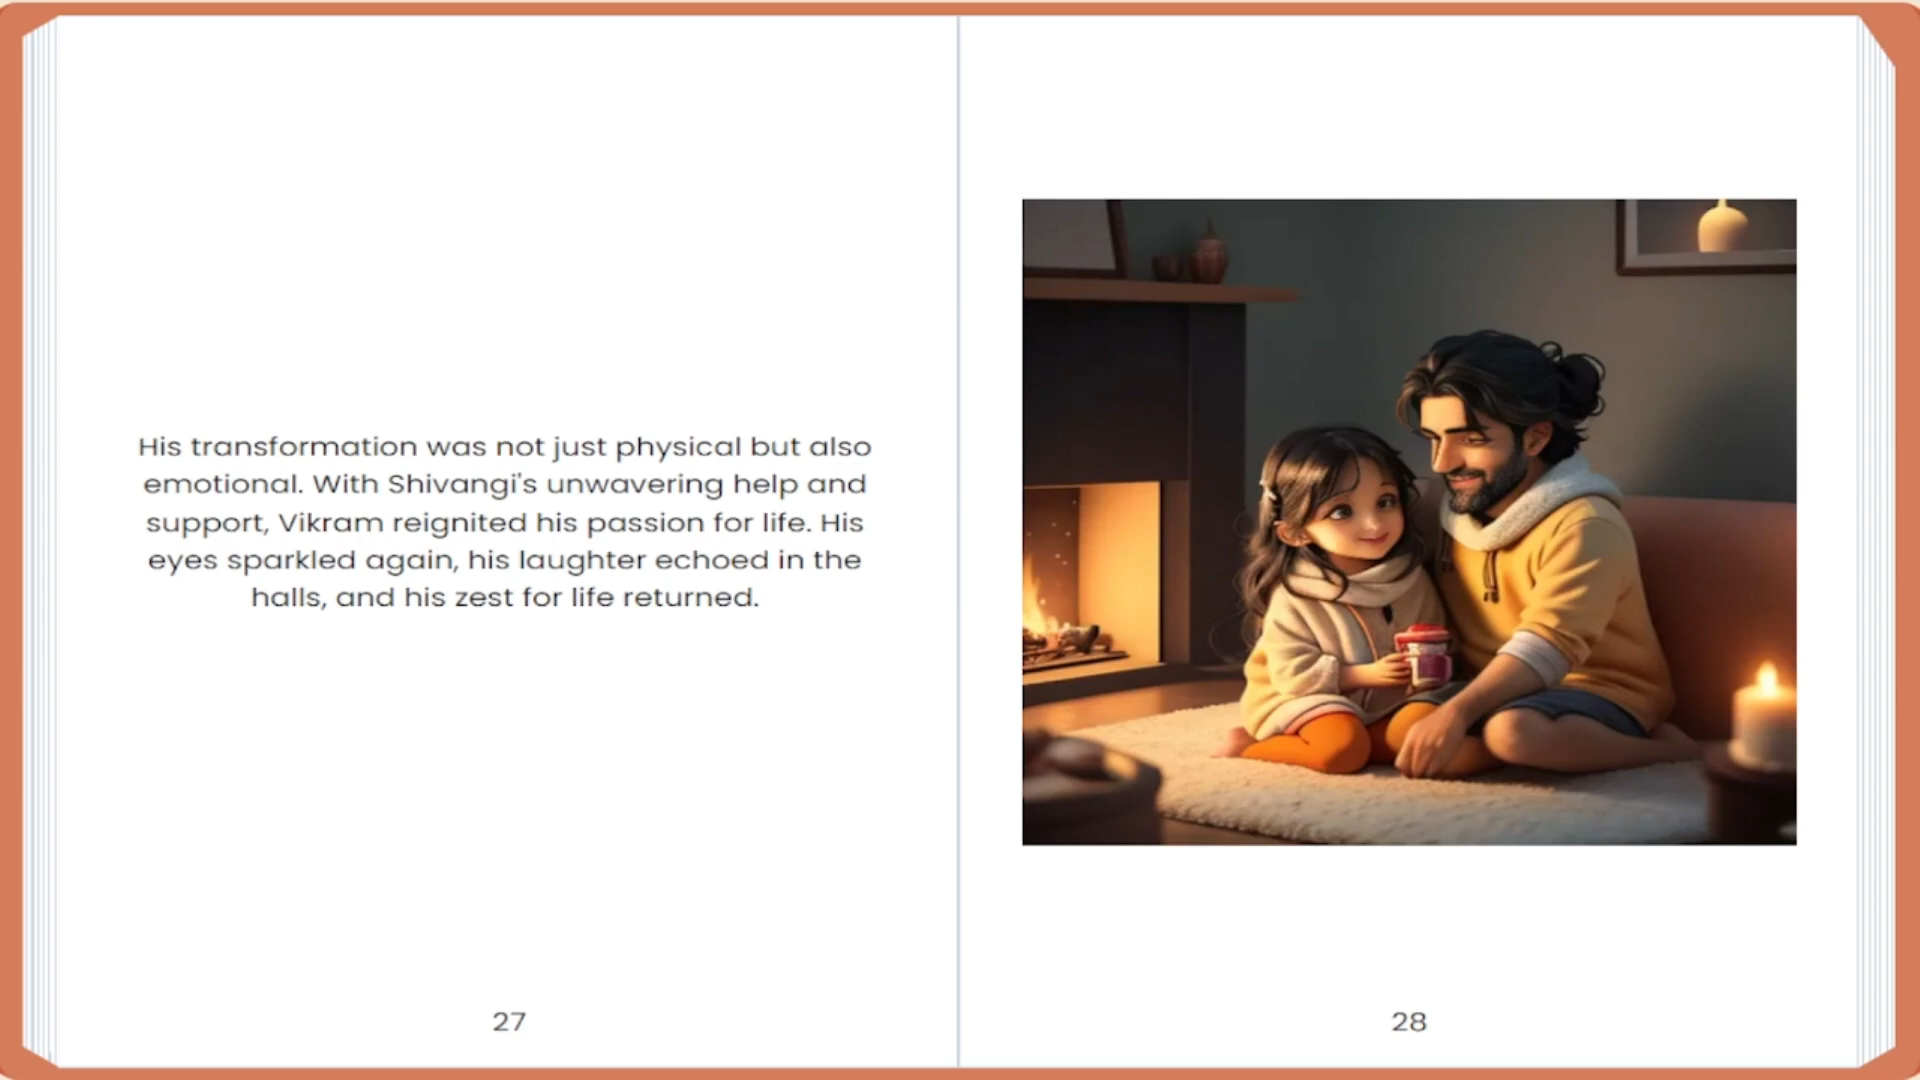 His transformation was not just physical but also
emotional. With Shivangi's unwavering help and
support, Vikram reignited his passion for life. His
eyes sparkled again, his laughter echoed in the
halls, and his zest for life returned.
27
28